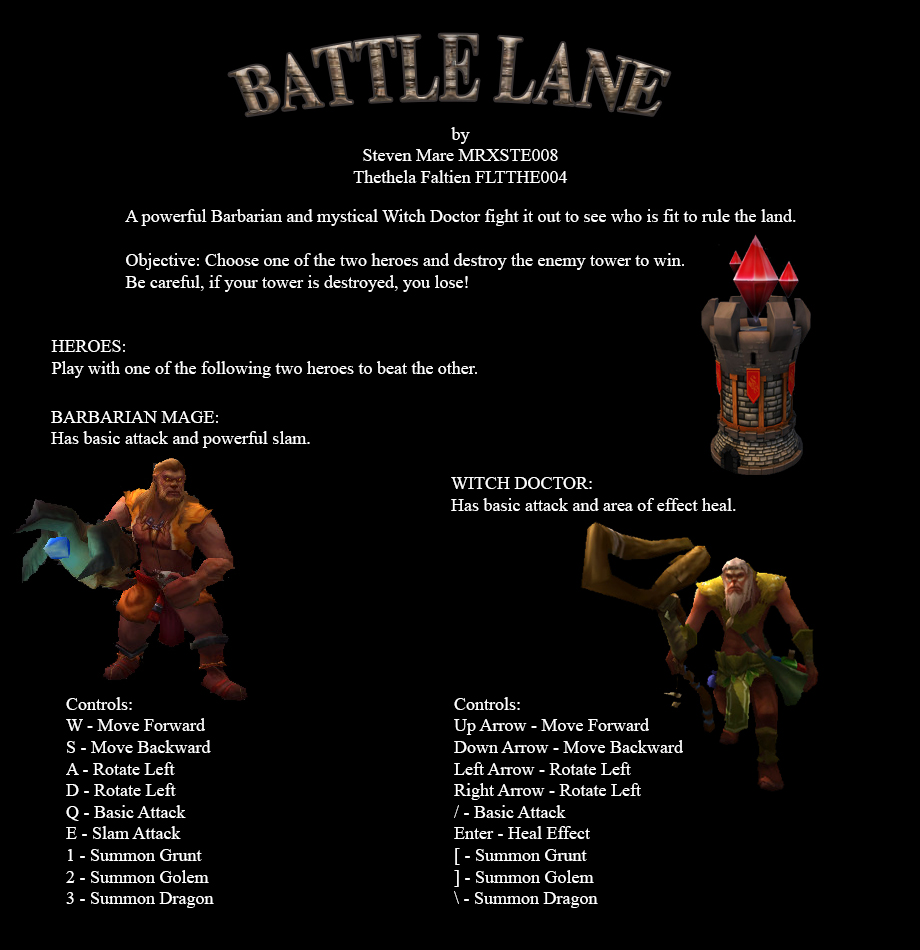 BATTLE LANE
by
Steven Mare MRXSTE008
Thethela Faltien FLTTHE004
A powerful Barbarian and mystical Witch Doctor fight it out to see who is fit to rule the land.
Objective: Choose one of the two heroes and destroy the enemy tower to win.
Be careful, if your tower is destroyed, you lose!
HEROES:
Play with one of the following two heroes to beat the other.
BARBARIAN MAGE:
Has basic attack and powerful slam.
WITCH DOCTOR:
Has basic attack and area of effect heal.
Controls:
W - Move Forward
S - Move Backward
A - Rotate Left
D - Rotate Left
Q - Basic Attack
E - Slam Attack
1 - Summon Grunt
2 - Summon Golem
3 - Summon Dragon
Controls:
Up Arrow - Move Forward
Down Arrow - Move Backward
Left Arrow - Rotate Left
Right Arrow - Rotate Left
/ - Basic Attack
Enter - Heal Effect
[ - Summon Grunt
] - Summon Golem
\ - Summon Dragon